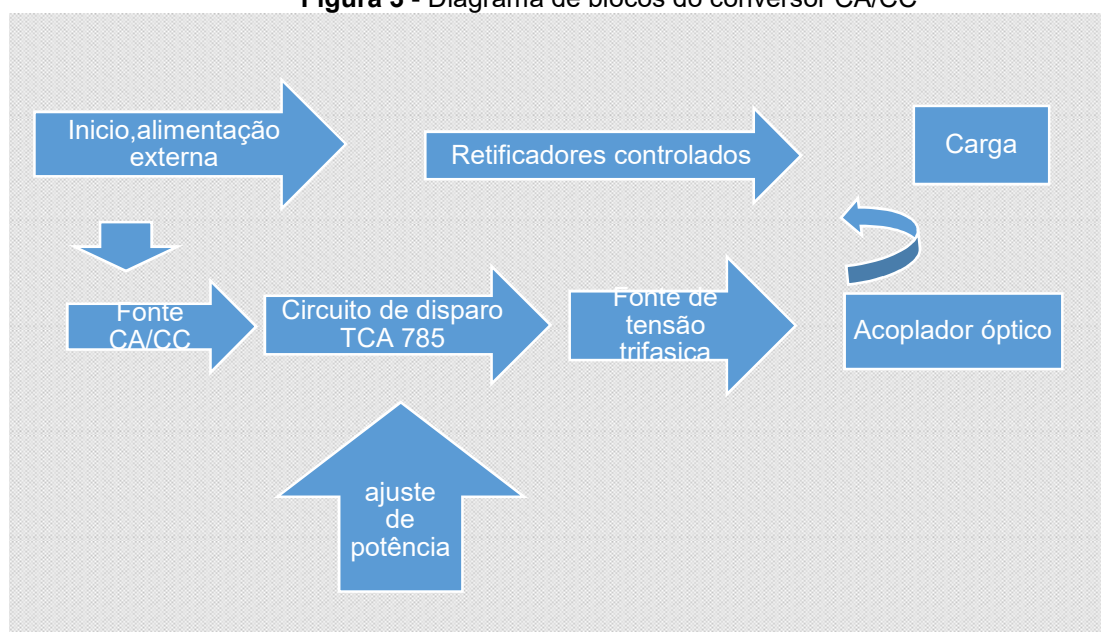 Figura 5 - Diagrama de blocos do conversor CA/CC
Inicio,alimentação
externa
Retificadores controlados
Carga
Fonte
CA/CC
Circuito de disparo
TCA 785
Fonte de
tensão
trifasica
Acoplador óptico
ajuste
de
potência